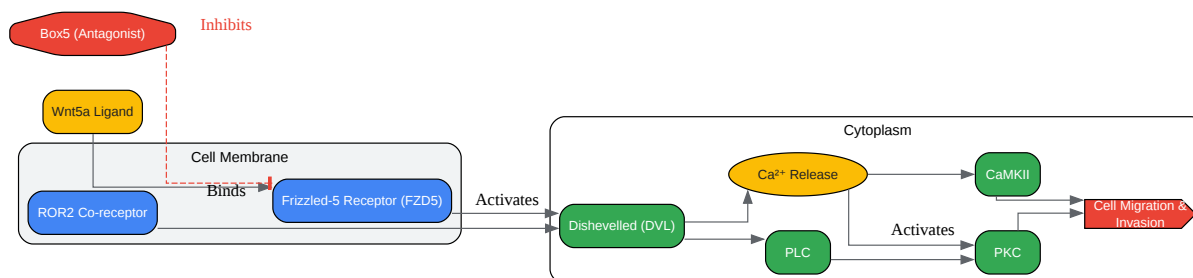 Box5 (Antagonist)
Inhibits
Wnt5a Ligand
Cell Membrane
Binds
ROR2 Co-receptor
Frizzled-5 Receptor (FZD5)
Activates
Cytoplasm
Dishevelled (DVL)
Ca²⁺ Release
PLC
Activates
CaMKII
PKC
Cell Migration &
Invasion